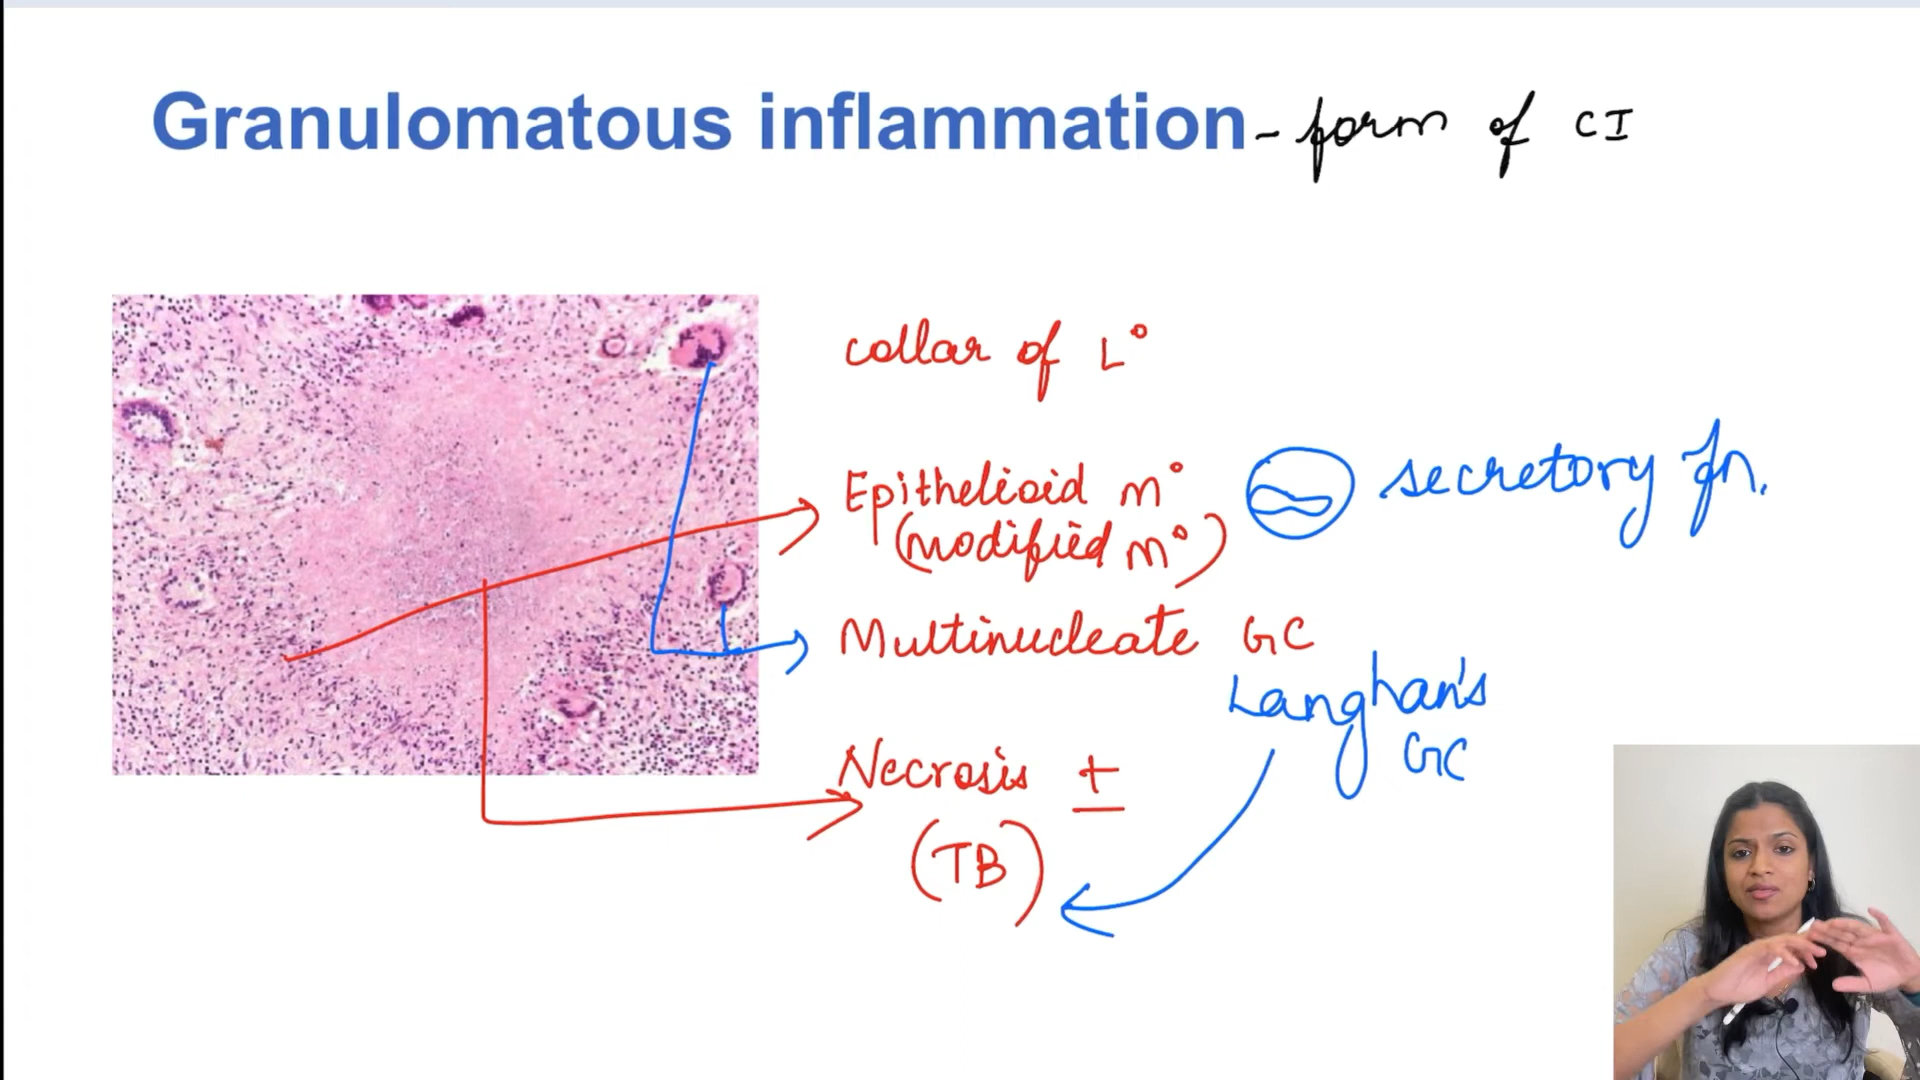 Granulomatous inflammation - form of CI
collar of L°
Epithelioid m°
(modified m°)
secretory fn.
Multinucleate GC
Langhan's
GC
Necrosis +
(TB)